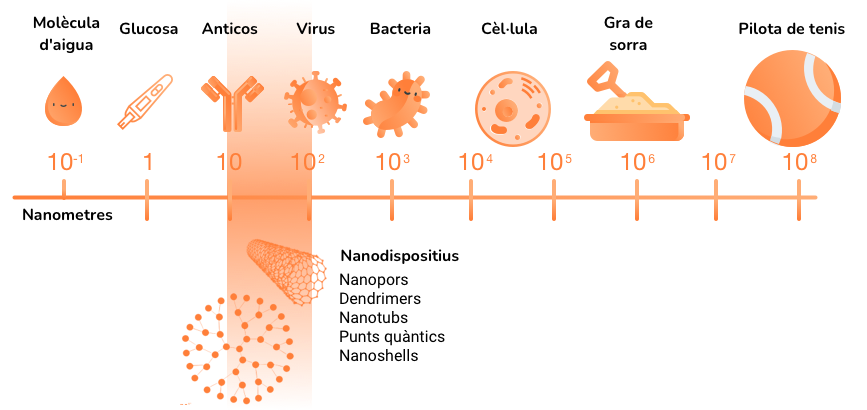 Molècula
d'aigua
Glucosa
Anticos
Virus
Bacteria
Cèl·lula
Gra de
sorra
Pilota de tenis
10⁻¹ 1 10 10² 10³ 10⁴ 10⁵ 10⁶ 10⁷ 10⁸
Nanometres
Nanodispositius
Nanopors
Dendrimers
Nanotubs
Punts quàntics
Nanoshells